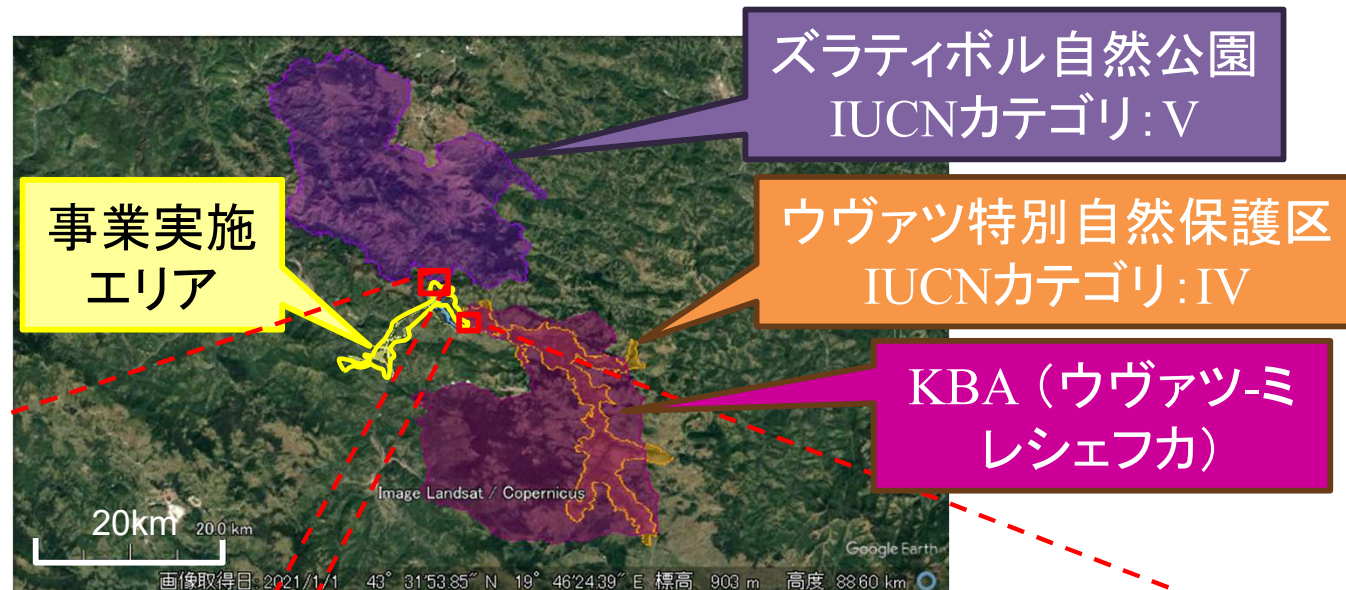 ズラティボル自然公園
IUCNカテゴリ：V
事業実施
エリア
ウヴァツ特別自然保護区
IUCNカテゴリ：IV
KBA（ウヴァツ-ミ
レシェフカ）
Image Landsat / Copernicus
20km
20.0 km
Google Earth
画像取得日: 2021/1/1 43° 31'53.85" N 19° 46'24.39" E 標高 903 m 高度 88.60 km